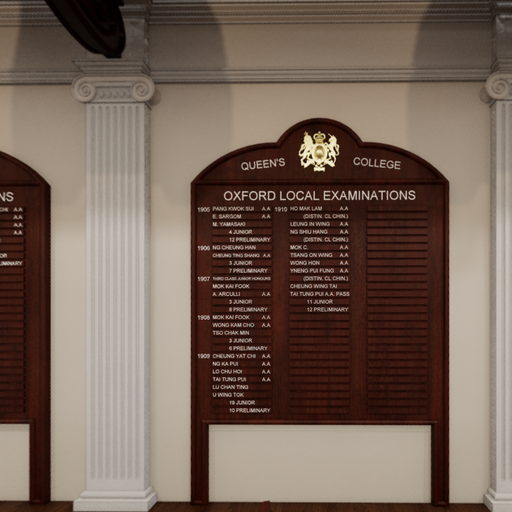 QUEEN'S COLLEGE
OXFORD LOCAL EXAMINATIONS
1905 PANG KWOK SUI A.A
E. SARGOM A.A
M. YAMASAKI
4 JUNIOR
12 PRELIMINARY
1906 NG CHEUNG HAN
CHEUNG TING SHANG A.A
3 JUNIOR
7 PRELIMINARY
1907 THIRD CLASS JUNIOR HONOURS
MOK KAI FOOK
A. ARCULLI A.A
3 JUNIOR
8 PRELIMINARY
1908 MOK KAI FOOK A.A
WONG KAM CHO A.A
TSO CHAK MIN
3 JUNIOR
6 PRELIMINARY
1909 CHEUNG YAT CHI A.A
NG KA PUI A.A
LO CHU HOI A.A
TAI TUNG PUI A.A
LU CHAN TING
U WING TOK
19 JUNIOR
10 PRELIMINARY
1910 HO MAK LAM A.A
(DISTIN. CL CHIN.)
LEUNG IN WING A.A
NG SHIU HANG A.A
(DISTIN. CL CHIN.)
MOK C. A.A
TSANG ON WING A.A
WONG HON A.A
YNENG PUI FUNG A.A
(DISTIN. CL CHIN.)
CHEUNG WING TAI
TAI TUNG PUI A.A. PASS
11 JUNIOR
12 PRELIMINARY
NS
CHI A.A
A.A
A.A
A.A
OR
LIMINARY